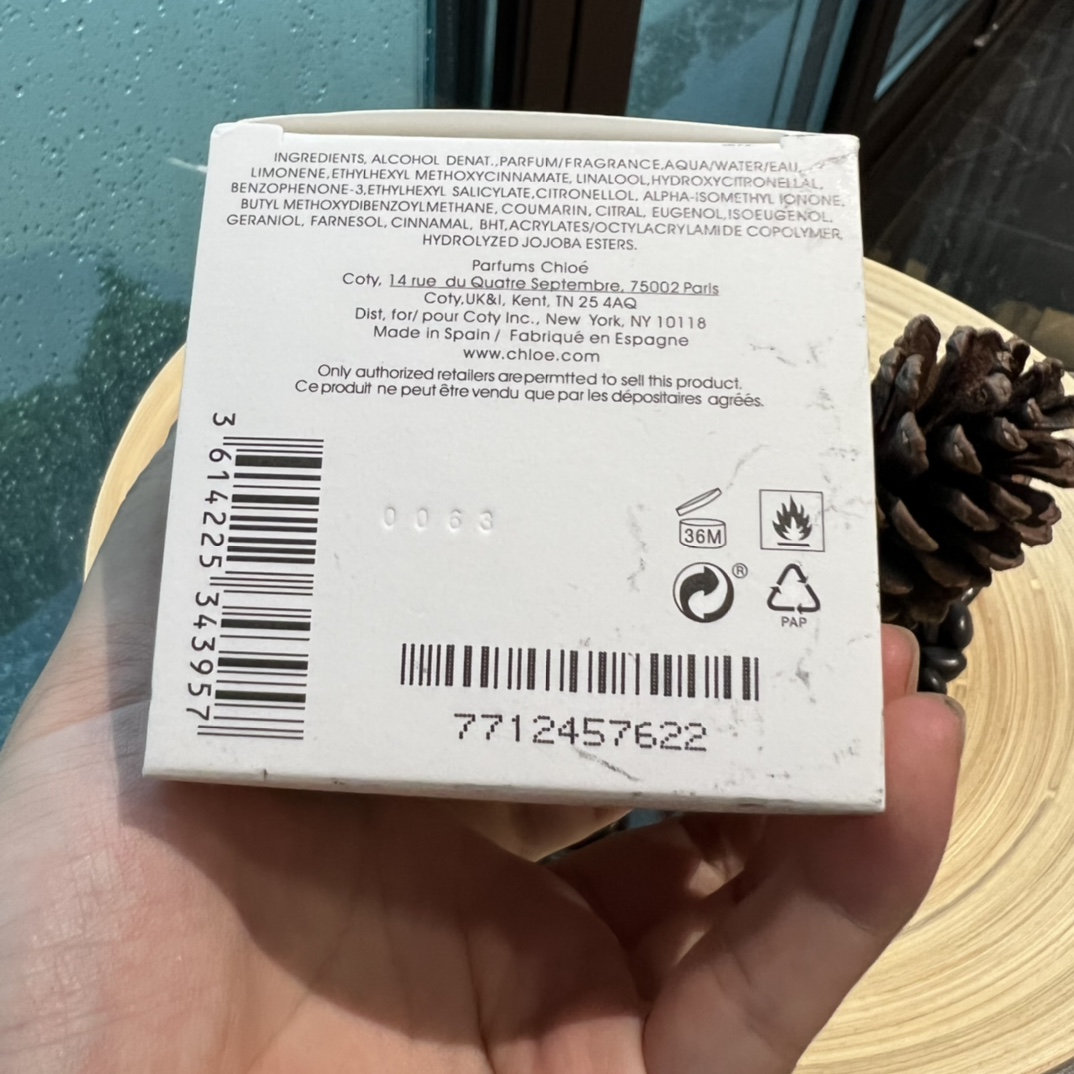 INGREDIENTS, ALCOHOL DENAT.,PARFUM/FRAGRANCE,AQUA/WATER/EAU,
LIMONENE,ETHYLHEXYL METHOXYCINNAMATE, LINALOOL,HYDROXYCITRONELLAL,
BENZOPHENONE-3,ETHYLHEXYL SALICYLATE,CITRONELLOL, ALPHA-ISOMETHYL IONONE,
BUTYL METHOXYDIBENZOYLMETHANE, COUMARIN, CITRAL, EUGENOL,ISOEUGENOL,
GERANIOL, FARNESOL, CINNAMAL, BHT,ACRYLATES/OCTYLACRYLAMIDE COPOLYMER,
HYDROLYZED JOJOBA ESTERS.
Parfums Chloé
Coty, 14 rue du Quatre Septembre, 75002 Paris
Coty,UK&I, Kent, TN 25 4AQ
Dist, for/ pour Coty Inc., New York, NY 10118
Made in Spain / Fabriqué en Espagne
www.chloe.com
Only authorized retailers arepermtted to sell this product.
Ce produit ne peut être vendu que par les dépositaires agréés.
3 614225 343957
0063
36M
®
PAP
7712457622